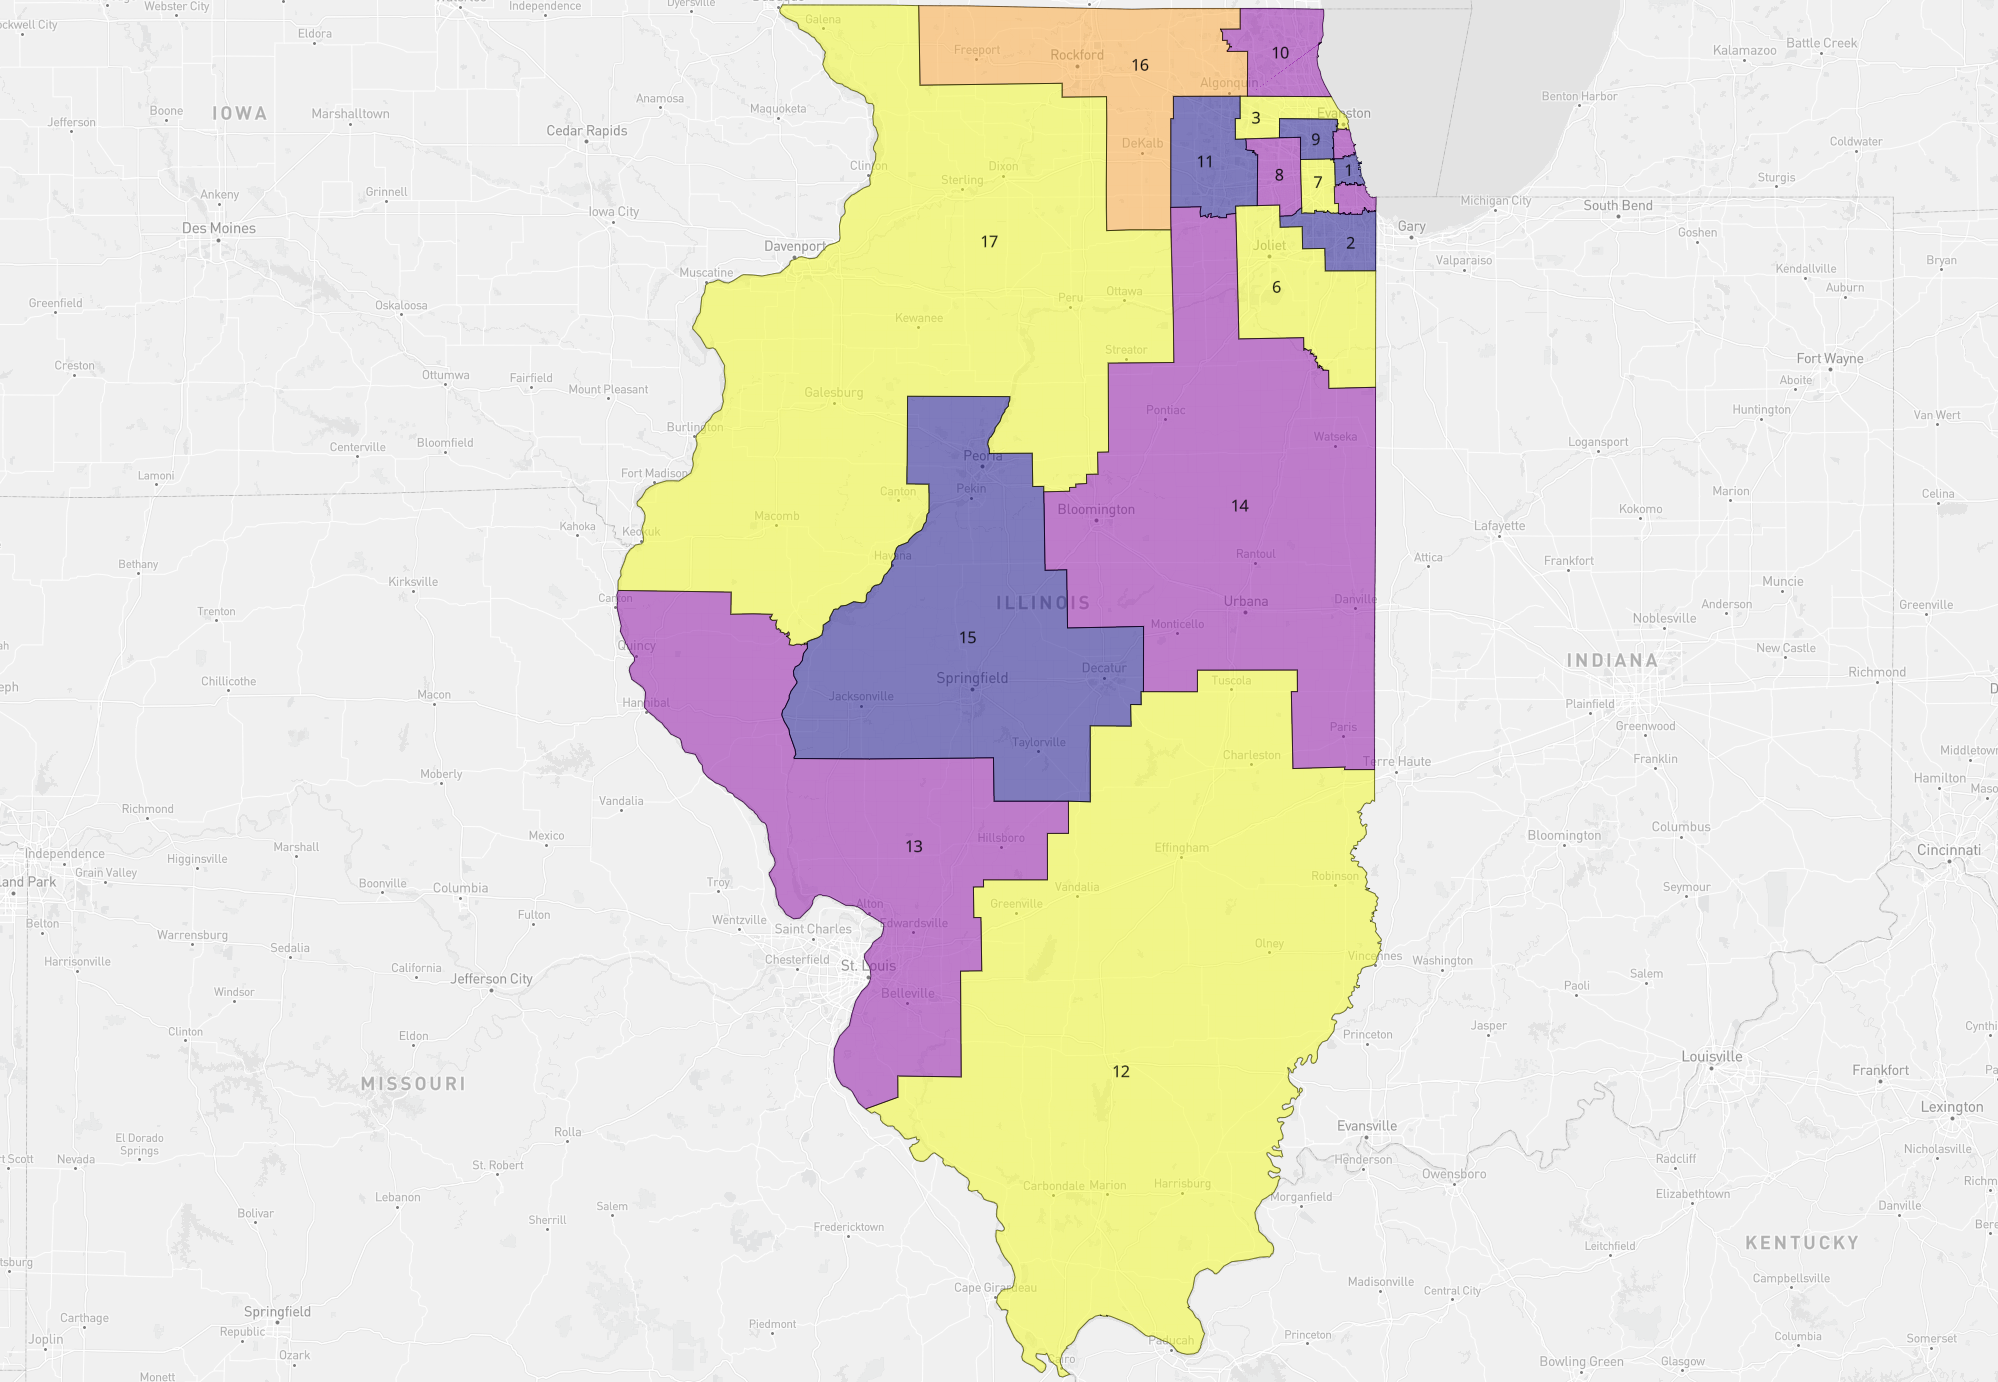 Webster City
Independence
Dyersville
Galena
Rockwell City
Eldora
Freeport
Rockford
16
10
Kalamazoo
Battle Creek
IOWA
Boone
Jefferson
Marshalltown
Anamosa
Maquoketa
Cedar Rapids
Algonquin
Benton Harbor
Evanston
3
9
Coldwater
DeKalb
11
8
7
1
Clinton
Dixon
Sterling
Sturgis
Ankeny
Grinnell
Iowa City
Michigan City
South Bend
Des Moines
Davenport
17
Gary
Goshen
2
Joliet
Valparaiso
Kendallville
Bryan
Muscatine
Greenfield
Oskaloosa
6
Auburn
Peru
Ottawa
Kewanee
Creston
Ottumwa
Fairfield
Mount Pleasant
Streator
Fort Wayne
Aboite
Galesburg
Burlington
Pontiac
Huntington
Van Wert
Centerville
Bloomfield
Watseka
Logansport
Lamoni
Fort Madison
Peoria
Canton
Pekin
Marion
Celina
Kahoka
Keokuk
Macomb
Bloomington
14
Kokomo
Lafayette
Bethany
Kirksville
Havana
Rantoul
Attica
Frankfort
Muncie
Trenton
Canton
ILLINOIS
Urbana
Danville
Anderson
Greenville
Noblesville
Monticello
Quincy
15
New Castle
INDIANA
Chillicothe
Macon
Hannibal
Jacksonville
Springfield
Decatur
Tuscola
Richmond
Plainfield
Greenwood
Paris
Taylorville
Charleston
Terre Haute
Franklin
Middletown
Hamilton
Moberly
Richmond
Vandalia
Mexico
Hillsboro
13
Effingham
Bloomington
Columbus
Cincinnati
Independence
Higginsville
Marshall
Grain Valley
Boonville
Columbia
Troy
Vandalia
Robinson
Seymour
Belton
Fulton
Wentzville
Alton
Greenville
Warrensburg
Saint Charles
Edwardsville
Olney
Harrisonville
Sedalia
California
Jefferson City
Chesterfield
St. Louis
Belleville
Vincennes
Washington
Salem
Paoli
Windsor
Clinton
Eldon
Princeton
Jasper
Louisville
MISSOURI
12
Frankfort
Lexington
El Dorado
Springs
Rolla
Evansville
Nicholasville
Nevada
St. Robert
Henderson
Radcliff
Owensboro
Carbondale
Marion
Harrisburg
Morganfield
Elizabethtown
Danville
Lebanon
Bolivar
Sherrill
Salem
Fredericktown
Leitchfield
KENTUCKY
Campbellsville
Cape Girardeau
Madisonville
Central City
Carthage
Springfield
Republic
Joplin
Piedmont
Princeton
Paducah
Cairo
Columbia
Somerset
Ozark
Monett
Bowling Green
Glasgow